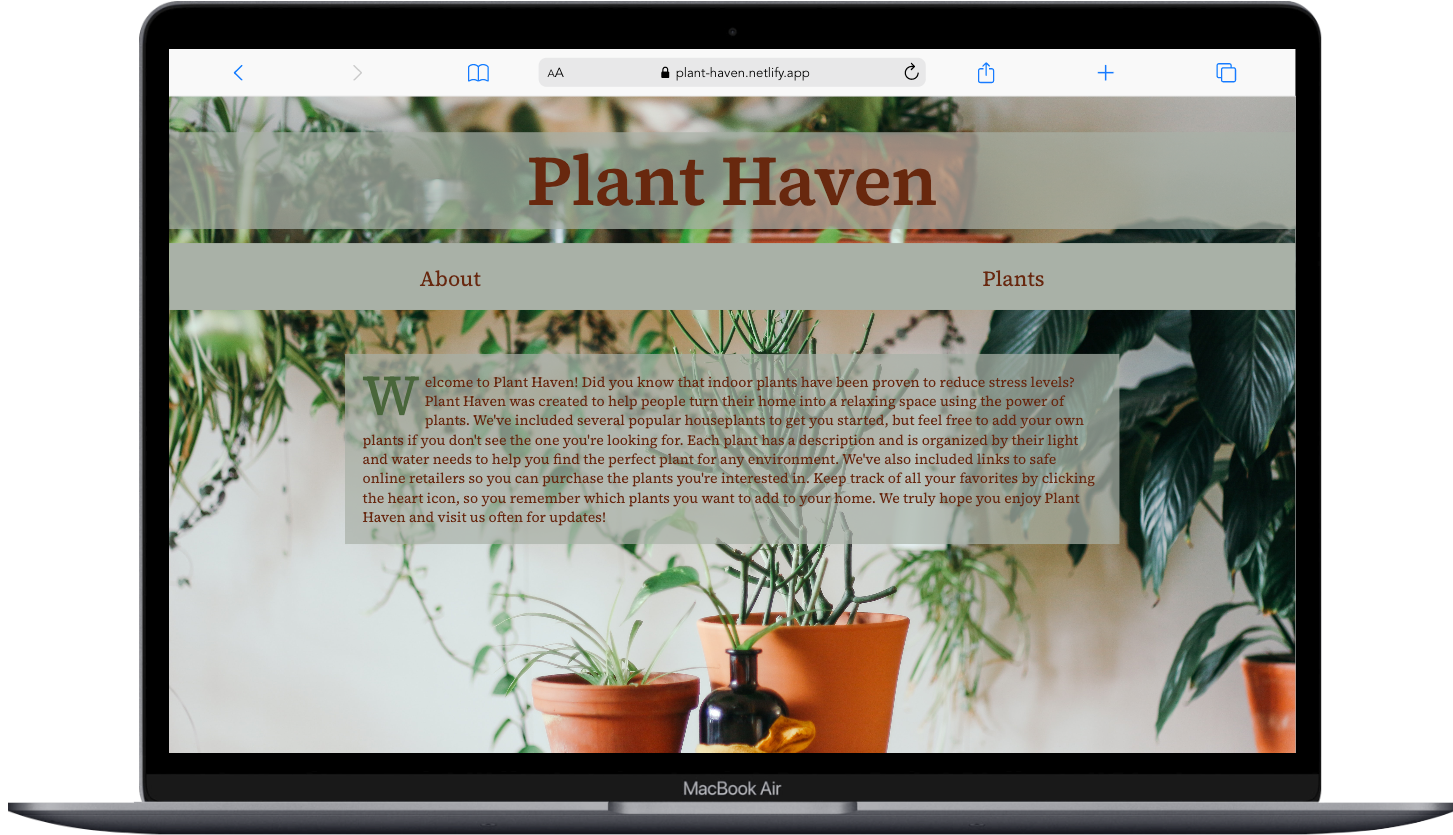 AA
plant-haven.netlify.app
Plant Haven
About
Plants
Welcome to Plant Haven! Did you know that indoor plants have been proven to reduce stress levels?
Plant Haven was created to help people turn their home into a relaxing space using the power of
plants. We've included several popular houseplants to get you started, but feel free to add your own
plants if you don't see the one you're looking for. Each plant has a description and is organized by their light
and water needs to help you find the perfect plant for any environment. We've also included links to safe
online retailers so you can purchase the plants you're interested in. Keep track of all your favorites by clicking
the heart icon, so you remember which plants you want to add to your home. We truly hope you enjoy Plant
Haven and visit us often for updates!
MacBook Air